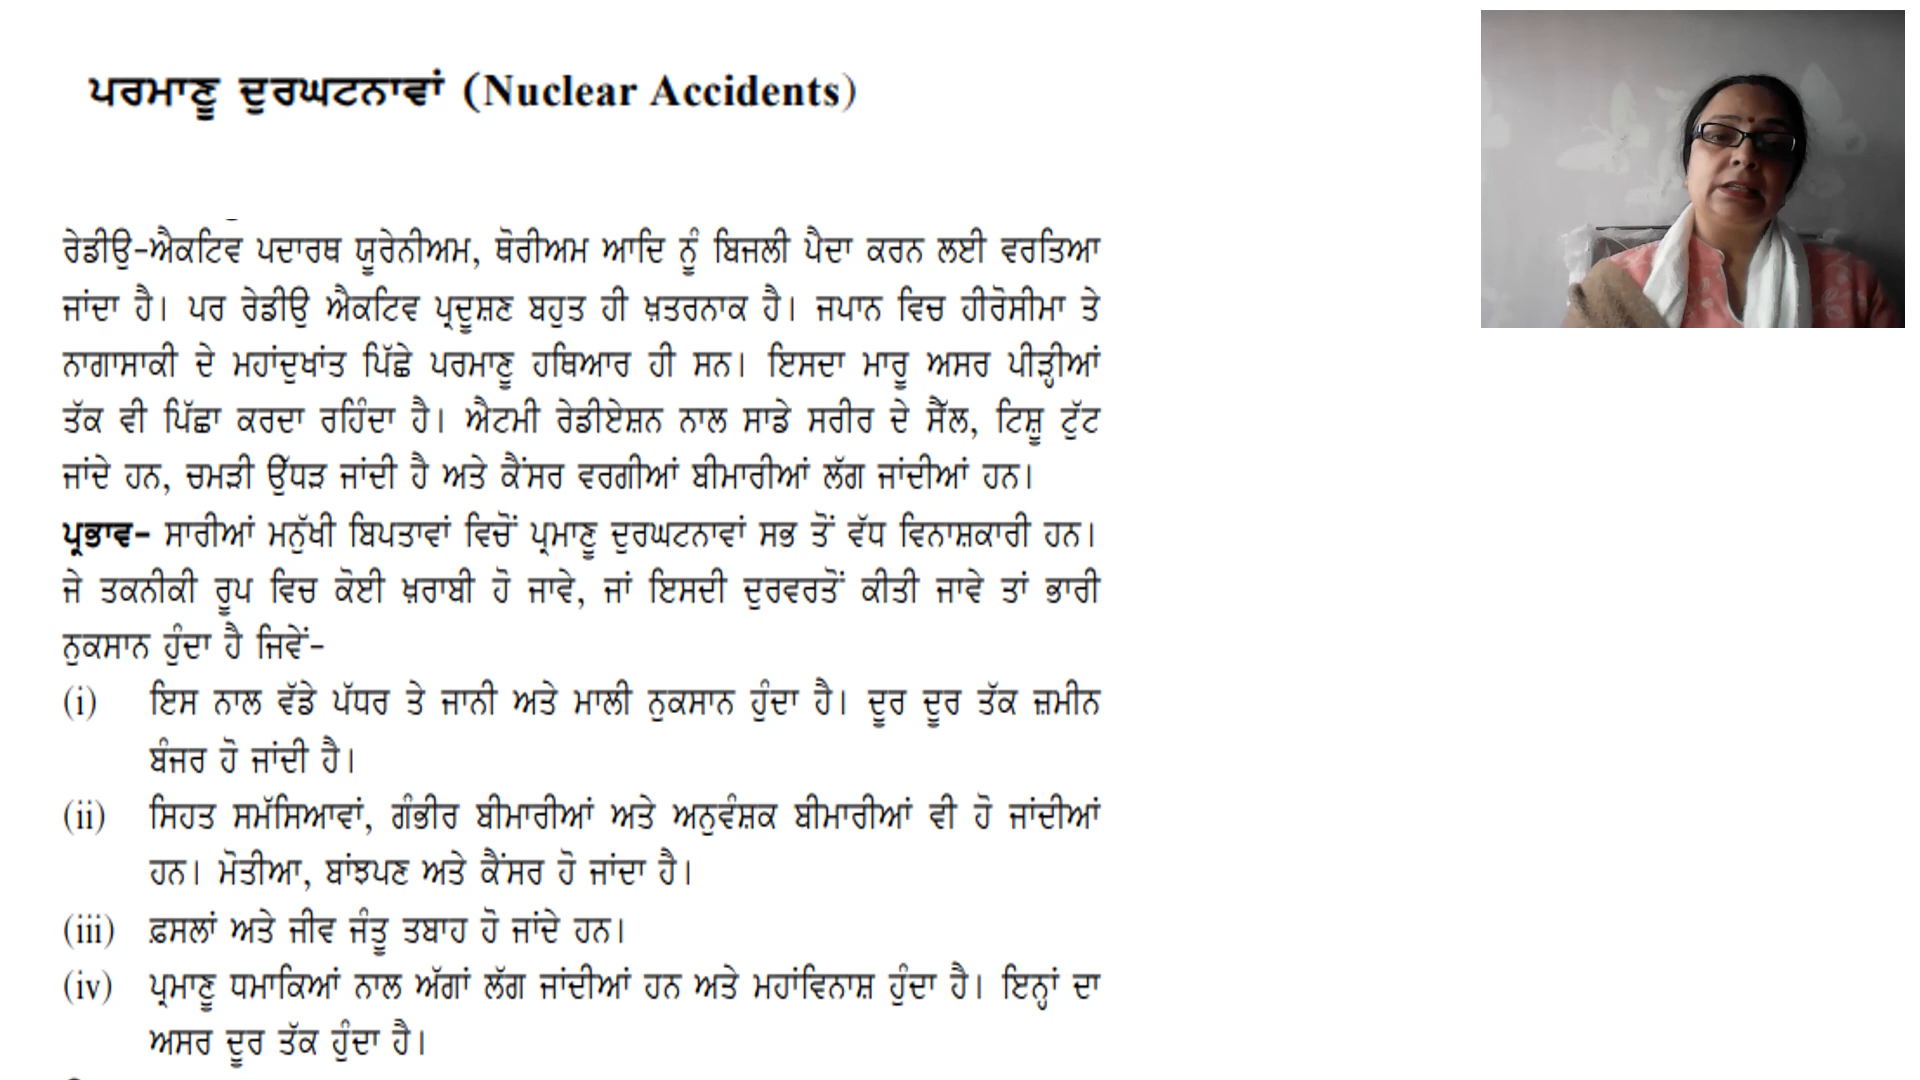 ਪਰਮਾਣੂ ਦੁਰਘਟਨਾਵਾਂ (Nuclear Accidents)
ਰੇਡੀਉ-ਐਕਟਿਵ ਪਦਾਰਥ ਯੂਰੇਨੀਅਮ, ਥੋਰੀਅਮ ਆਦਿ ਨੂੰ ਬਿਜਲੀ ਪੈਦਾ ਕਰਨ ਲਈ ਵਰਤਿਆ
ਜਾਂਦਾ ਹੈ। ਪਰ ਰੇਡੀਉ ਐਕਟਿਵ ਪ੍ਰਦੂਸ਼ਣ ਬਹੁਤ ਹੀ ਖ਼ਤਰਨਾਕ ਹੈ। ਜਪਾਨ ਵਿਚ ਹੀਰੋਸੀਮਾ ਤੇ
ਨਾਗਾਸਾਕੀ ਦੇ ਮਹਾਂਦੁਖਾਂਤ ਪਿੱਛੇ ਪਰਮਾਣੂ ਹਥਿਆਰ ਹੀ ਸਨ। ਇਸਦਾ ਮਾਰੂ ਅਸਰ ਪੀੜ੍ਹੀਆਂ
ਤੱਕ ਵੀ ਪਿੱਛਾ ਕਰਦਾ ਰਹਿੰਦਾ ਹੈ। ਐਟਮੀ ਰੇਡੀਏਸ਼ਨ ਨਾਲ ਸਾਡੇ ਸਰੀਰ ਦੇ ਸੈੱਲ, ਟਿਸ਼ੂ ਟੁੱਟ
ਜਾਂਦੇ ਹਨ, ਚਮੜੀ ਉੱਧੜ ਜਾਂਦੀ ਹੈ ਅਤੇ ਕੈਂਸਰ ਵਰਗੀਆਂ ਬੀਮਾਰੀਆਂ ਲੱਗ ਜਾਂਦੀਆਂ ਹਨ।
ਪ੍ਰਭਾਵ- ਸਾਰੀਆਂ ਮਨੁੱਖੀ ਬਿਪਤਾਵਾਂ ਵਿਚੋਂ ਪ੍ਰਮਾਣੂ ਦੁਰਘਟਨਾਵਾਂ ਸਭ ਤੋਂ ਵੱਧ ਵਿਨਾਸ਼ਕਾਰੀ ਹਨ।
ਜੇ ਤਕਨੀਕੀ ਰੂਪ ਵਿਚ ਕੋਈ ਖ਼ਰਾਬੀ ਹੋ ਜਾਵੇ, ਜਾਂ ਇਸਦੀ ਦੁਰਵਰਤੋਂ ਕੀਤੀ ਜਾਵੇ ਤਾਂ ਭਾਰੀ
ਨੁਕਸਾਨ ਹੁੰਦਾ ਹੈ ਜਿਵੇਂ-
(i) ਇਸ ਨਾਲ ਵੱਡੇ ਪੱਧਰ ਤੇ ਜਾਨੀ ਅਤੇ ਮਾਲੀ ਨੁਕਸਾਨ ਹੁੰਦਾ ਹੈ। ਦੂਰ ਦੂਰ ਤੱਕ ਜ਼ਮੀਨ
ਬੰਜਰ ਹੋ ਜਾਂਦੀ ਹੈ।
(ii) ਸਿਹਤ ਸਮੱਸਿਆਵਾਂ, ਗੰਭੀਰ ਬੀਮਾਰੀਆਂ ਅਤੇ ਅਨੁਵੰਸ਼ਕ ਬੀਮਾਰੀਆਂ ਵੀ ਹੋ ਜਾਂਦੀਆਂ
ਹਨ। ਮੋਤੀਆ, ਬਾਂਝਪਣ ਅਤੇ ਕੈਂਸਰ ਹੋ ਜਾਂਦਾ ਹੈ।
(iii) ਫ਼ਸਲਾਂ ਅਤੇ ਜੀਵ ਜੰਤੂ ਤਬਾਹ ਹੋ ਜਾਂਦੇ ਹਨ।
(iv) ਪ੍ਰਮਾਣੂ ਧਮਾਕਿਆਂ ਨਾਲ ਅੱਗਾਂ ਲੱਗ ਜਾਂਦੀਆਂ ਹਨ ਅਤੇ ਮਹਾਂਵਿਨਾਸ਼ ਹੁੰਦਾ ਹੈ। ਇਨ੍ਹਾਂ ਦਾ
ਅਸਰ ਦੂਰ ਤੱਕ ਹੁੰਦਾ ਹੈ।